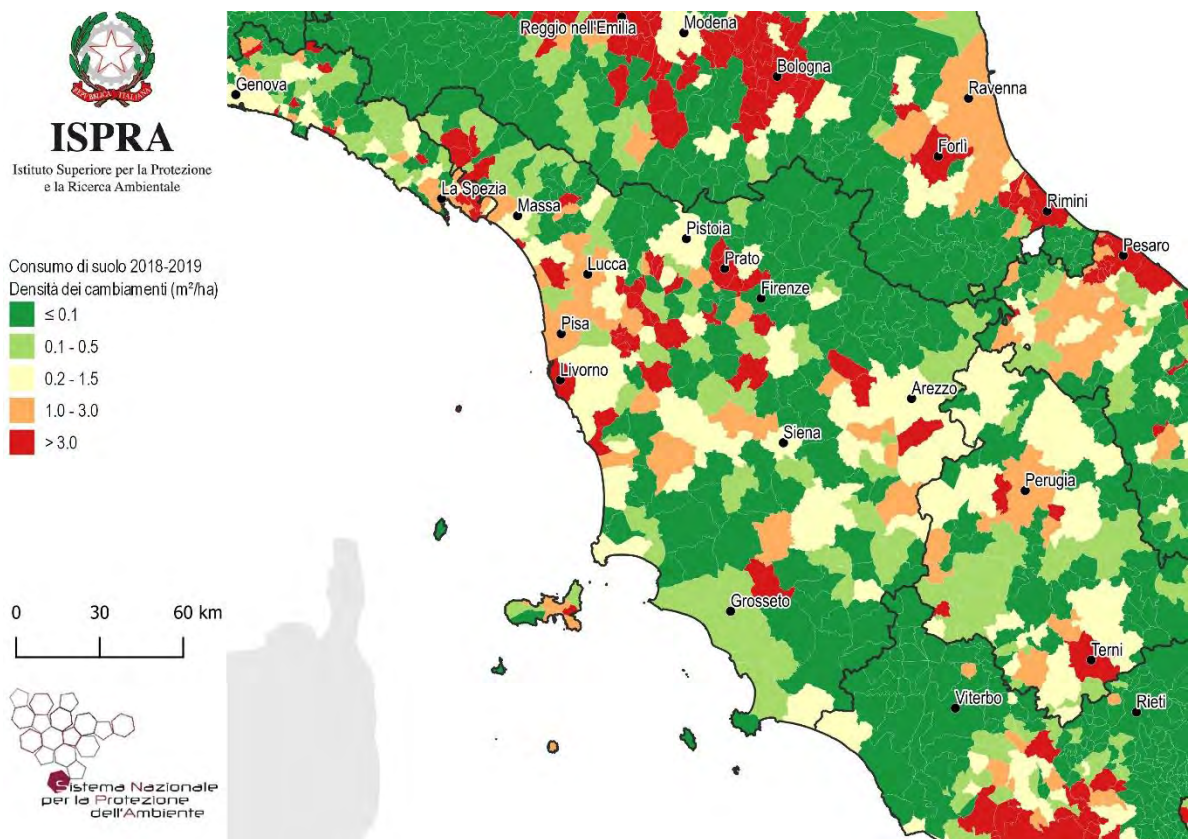 ISPRA
Istituto Superiore per la Protezione
e la Ricerca Ambientale
Consumo di suolo 2018-2019
Densità dei cambiamenti (m²/ha)
≤ 0.1
0.1 - 0.5
0.2 - 1.5
1.0 - 3.0
> 3.0
0 30 60 km
Sistema Nazionale
per la Protezione
dell'Ambiente
Reggio nell'Emilia
Modena
Bologna
Genova
Ravenna
Forlì
La Spezia
Massa
Rimini
Pistoia
Pesaro
Lucca
Prato
Firenze
Pisa
Livorno
Arezzo
Siena
Perugia
Grosseto
Terni
Viterbo
Rieti